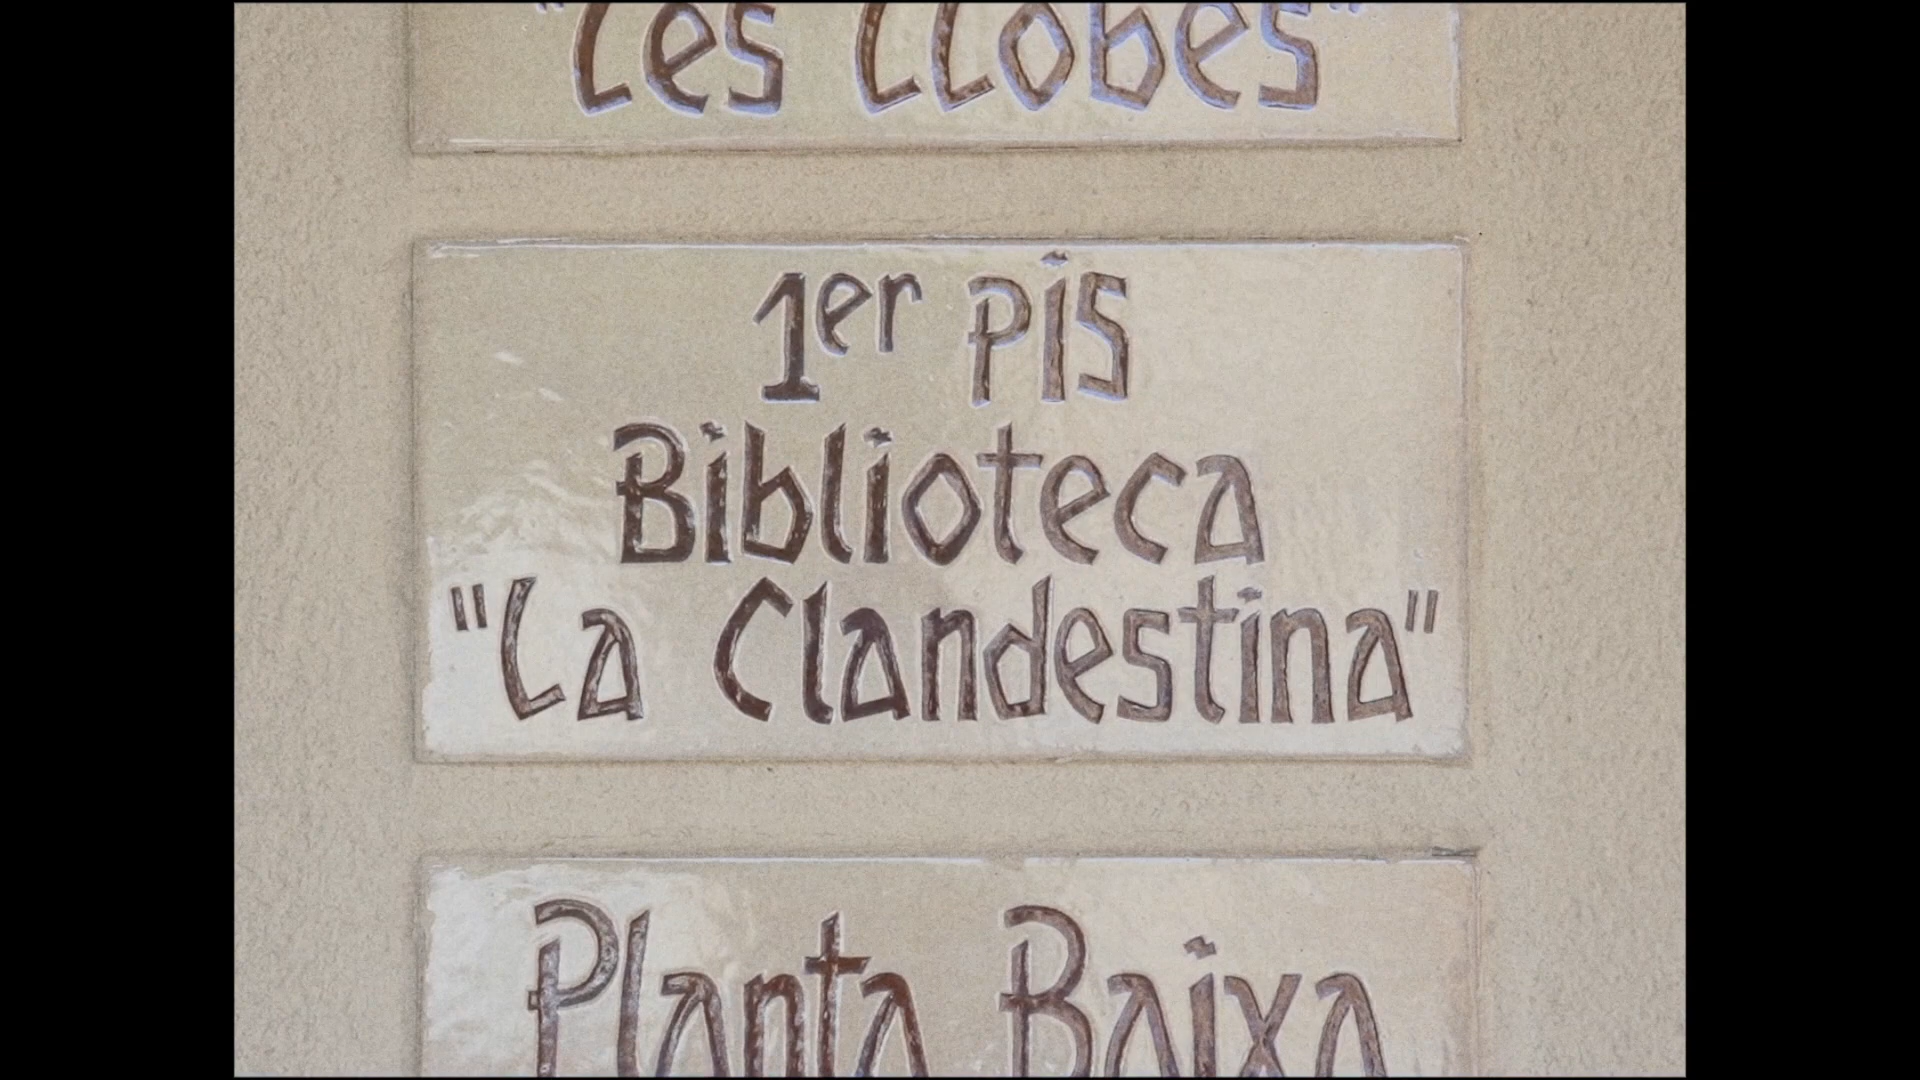 "Les Llobes"
1er pis
Biblioteca
"La Clandestina"
Planta Baixa